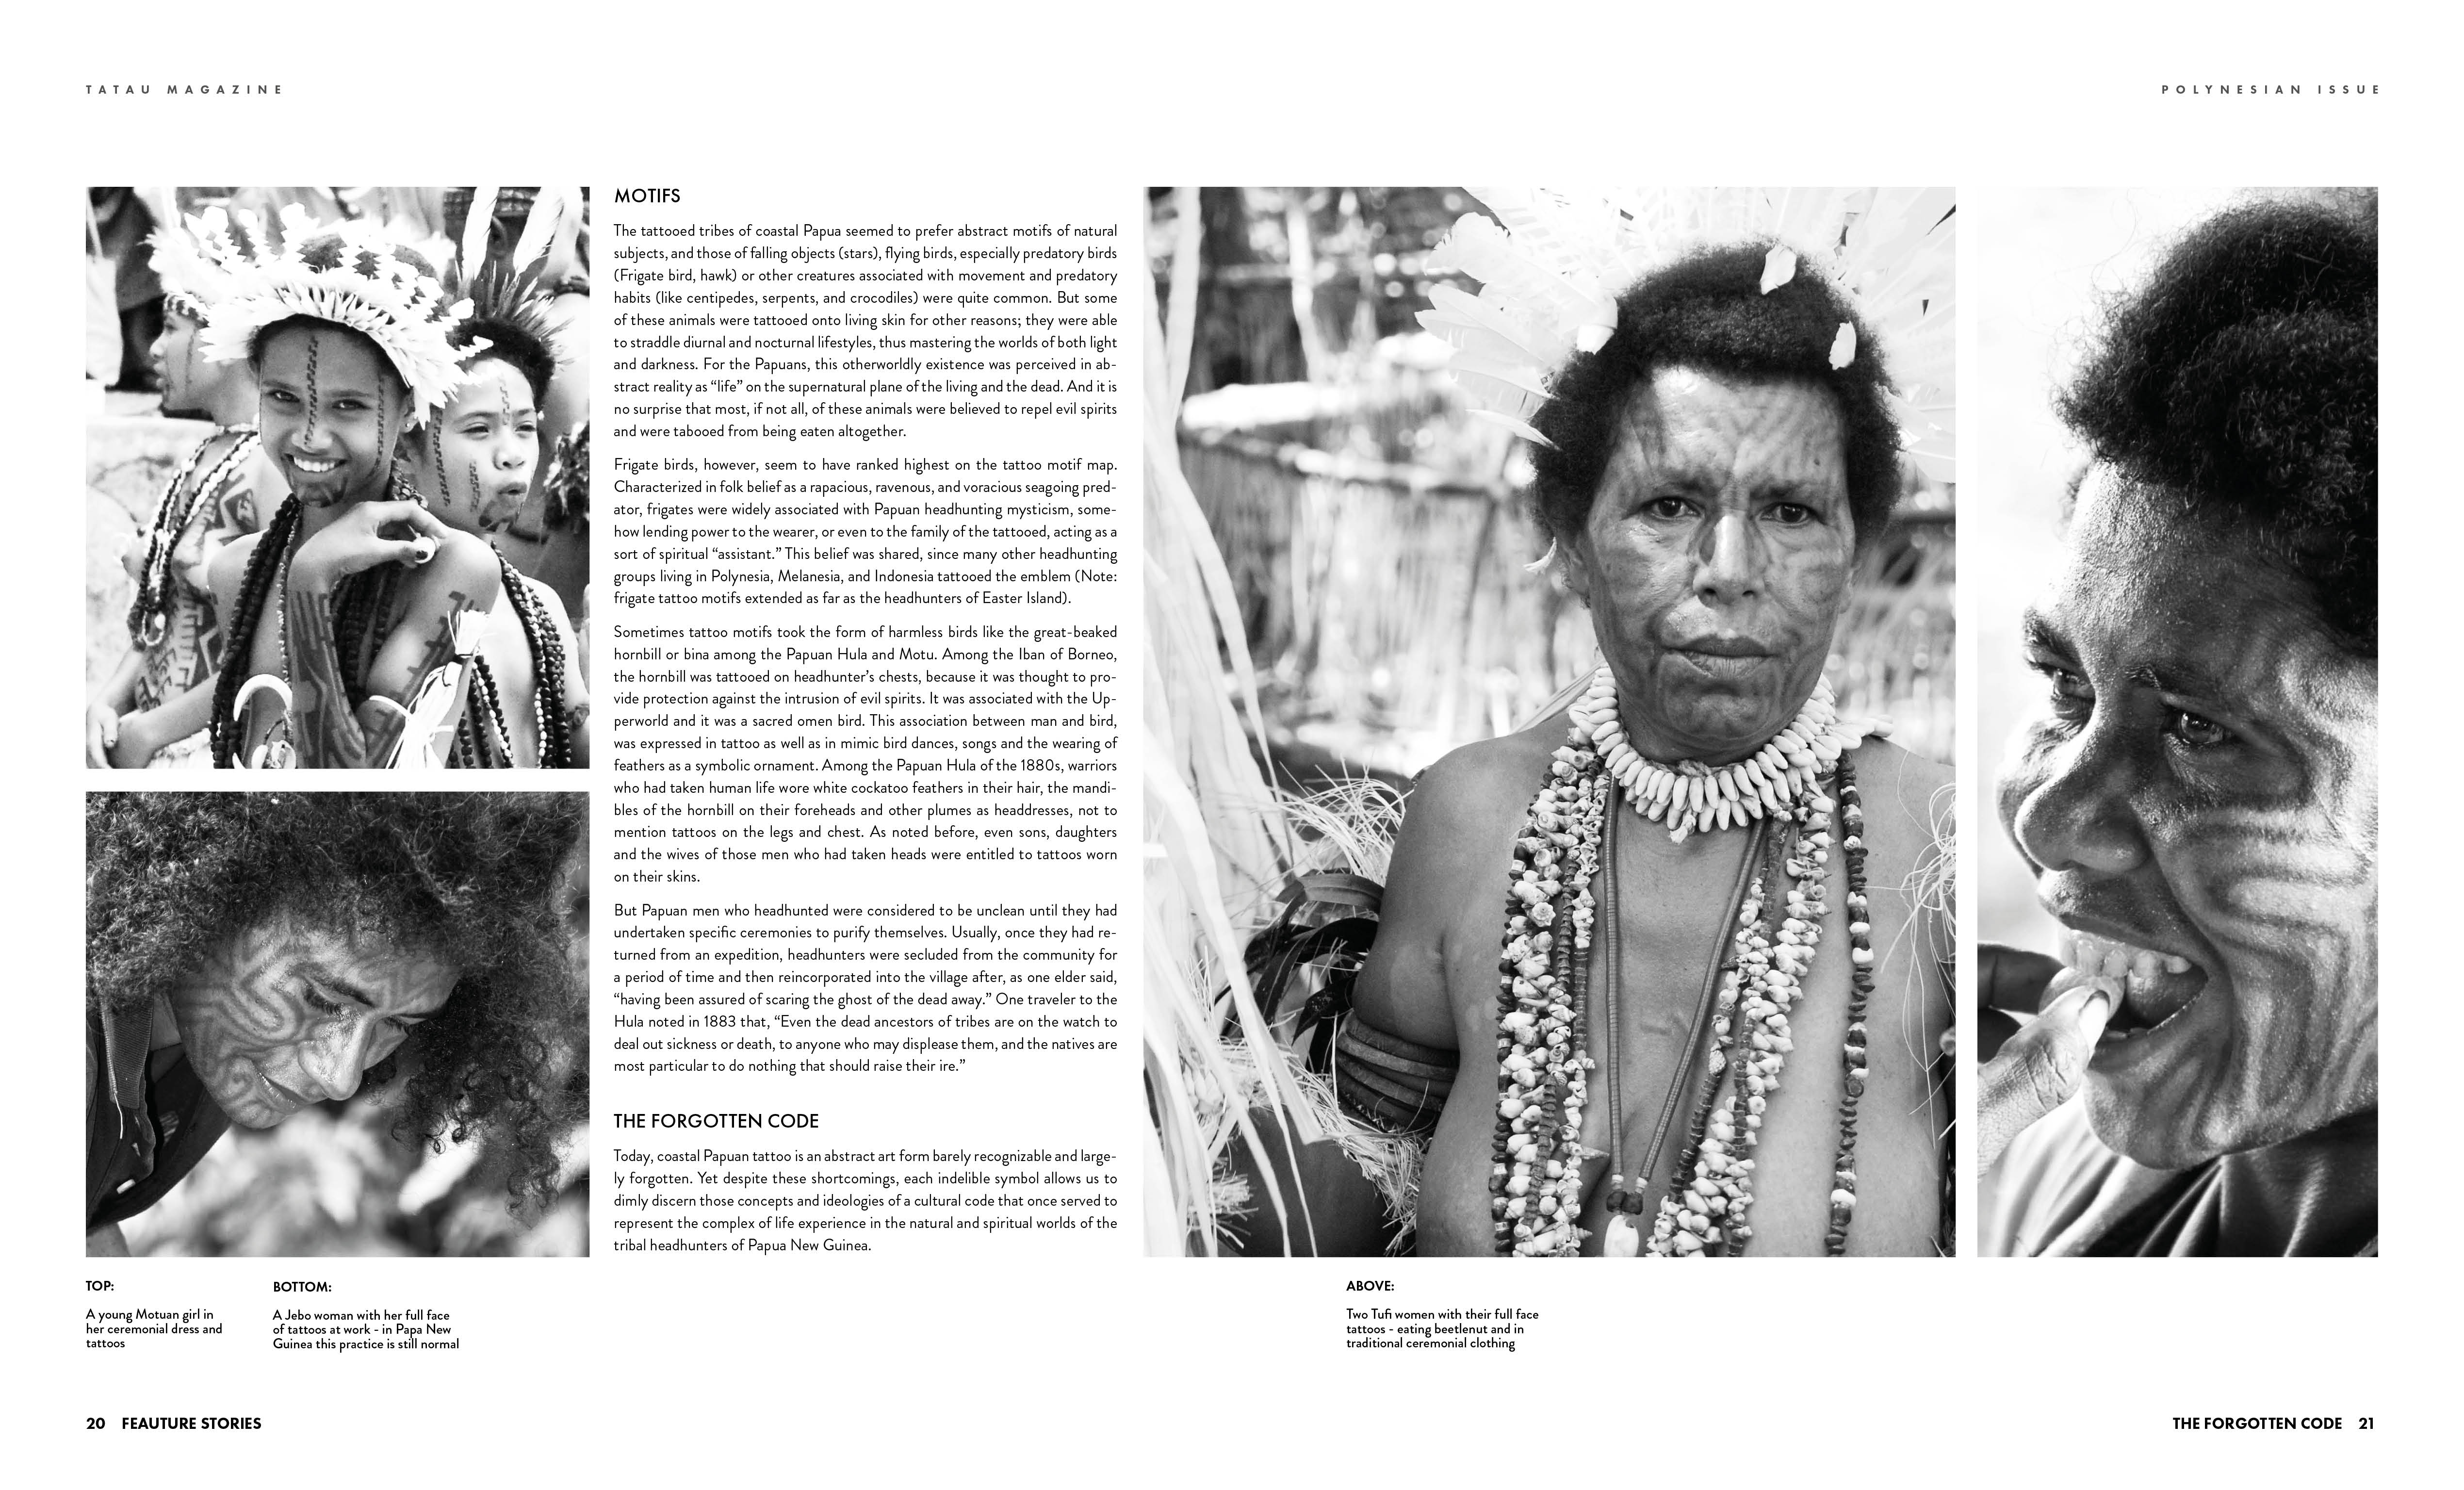 TATAU MAGAZINE
POLYNESIAN ISSUE
MOTIFS
The tattooed tribes of coastal Papua seemed to prefer abstract motifs of natural
subjects, and those of falling objects (stars), flying birds, especially predatory birds
(Frigate bird, hawk) or other creatures associated with movement and predatory
habits (like centipedes, serpents, and crocodiles) were quite common. But some
of these animals were tattooed onto living skin for other reasons; they were able
to straddle diurnal and nocturnal lifestyles, thus mastering the worlds of both light
and darkness. For the Papuans, this otherworldly existence was perceived in ab-
stract reality as “life” on the supernatural plane of the living and the dead. And it is
no surprise that most, if not all, of these animals were believed to repel evil spirits
and were tabooed from being eaten altogether.
Frigate birds, however, seem to have ranked highest on the tattoo motif map.
Characterized in folk belief as a rapacious, ravenous, and voracious seagoing pred-
ator, frigates were widely associated with Papuan headhunting mysticism, some-
how lending power to the wearer, or even to the family of the tattooed, acting as a
sort of spiritual “assistant.” This belief was shared, since many other headhunting
groups living in Polynesia, Melanesia, and Indonesia tattooed the emblem (Note:
frigate tattoo motifs extended as far as the headhunters of Easter Island).
Sometimes tattoo motifs took the form of harmless birds like the great-beaked
hornbill or bina among the Papuan Hula and Motu. Among the Iban of Borneo,
the hornbill was tattooed on headhunter’s chests, because it was thought to pro-
vide protection against the intrusion of evil spirits. It was associated with the Up-
perworld and it was a sacred omen bird. This association between man and bird,
was expressed in tattoo as well as in mimic bird dances, songs and the wearing of
feathers as a symbolic ornament. Among the Papuan Hula of the 1880s, warriors
who had taken human life wore white cockatoo feathers in their hair, the mandi-
bles of the hornbill on their foreheads and other plumes as headdresses, not to
mention tattoos on the legs and chest. As noted before, even sons, daughters
and the wives of those men who had taken heads were entitled to tattoos worn
on their skins.
But Papuan men who headhunted were considered to be unclean until they had
undertaken specific ceremonies to purify themselves. Usually, once they had re-
turned from an expedition, headhunters were secluded from the community for
a period of time and then reincorporated into the village after, as one elder said,
“having been assured of scaring the ghost of the dead away.” One traveler to the
Hula noted in 1883 that, “Even the dead ancestors of tribes are on the watch to
deal out sickness or death, to anyone who may displease them, and the natives are
most particular to do nothing that should raise their ire.”
THE FORGOTTEN CODE
Today, coastal Papuan tattoo is an abstract art form barely recognizable and large-
ly forgotten. Yet despite these shortcomings, each indelible symbol allows us to
dimly discern those concepts and ideologies of a cultural code that once served to
represent the complex of life experience in the natural and spiritual worlds of the
tribal headhunters of Papua New Guinea.
TOP:
A young Motuan girl in
her ceremonial dress and
tattoos
BOTTOM:
A Jebo woman with her full face
of tattoos at work - in Papa New
Guinea this practice is still normal
ABOVE:
Two Tufi women with their full face
tattoos - eating beetlenut and in
traditional ceremonial clothing
20 FEAUTURE STORIES
THE FORGOTTEN CODE 21